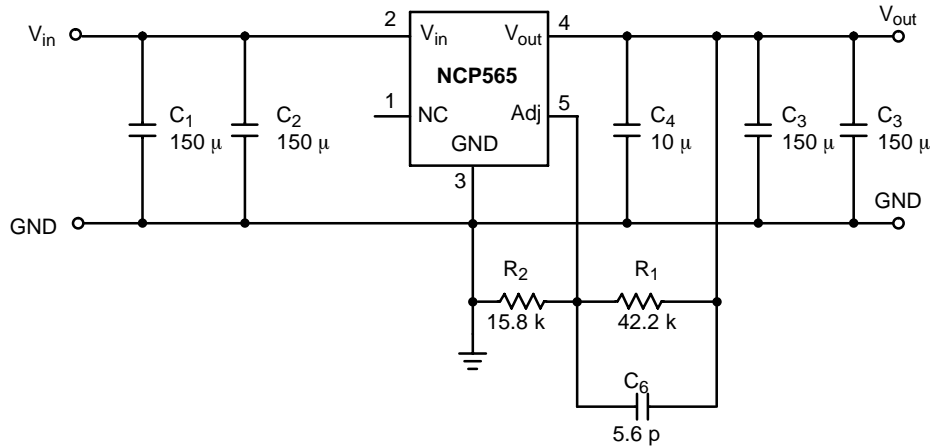 V_in
2
V_in
V_out
4
V_out
NCP565
C_1
150 μ
C_2
150 μ
1
NC
Adj
5
C_4
10 μ
C_3
150 μ
C_3
150 μ
GND
3
GND
GND
R_2
15.8 k
R_1
42.2 k
C_6
5.6 p